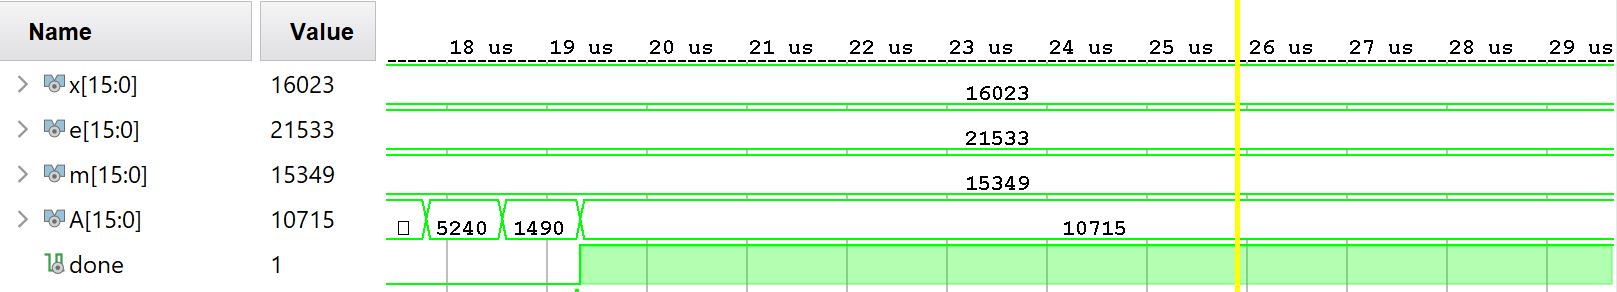 Name Value
18 us 19 us 20 us 21 us 22 us 23 us 24 us 25 us 26 us 27 us 28 us 29 us
x[15:0] 16023 16023
e[15:0] 21533 21533
m[15:0] 15349 15349
A[15:0] 10715 5240 1490 10715
done 1